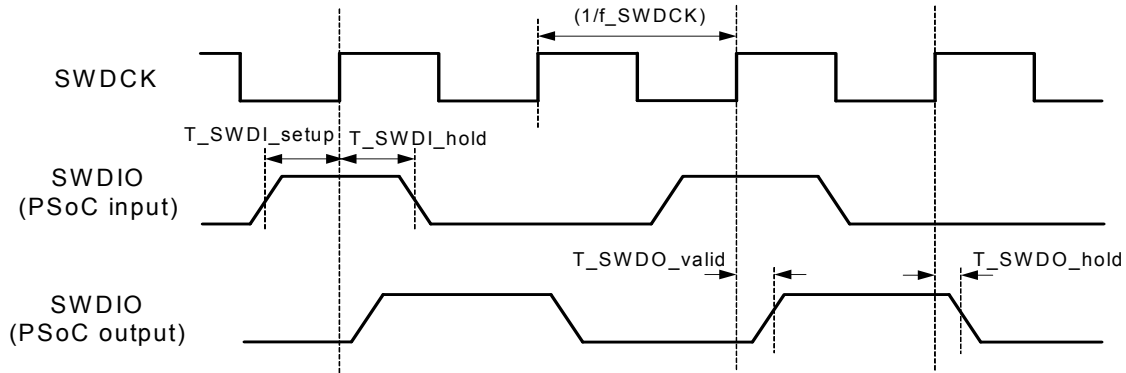 (1/f_SWDCK)
SWDCK
T_SWDI_setup
T_SWDI_hold
SWDIO
(PSoC input)
T_SWDO_valid
T_SWDO_hold
SWDIO
(PSoC output)